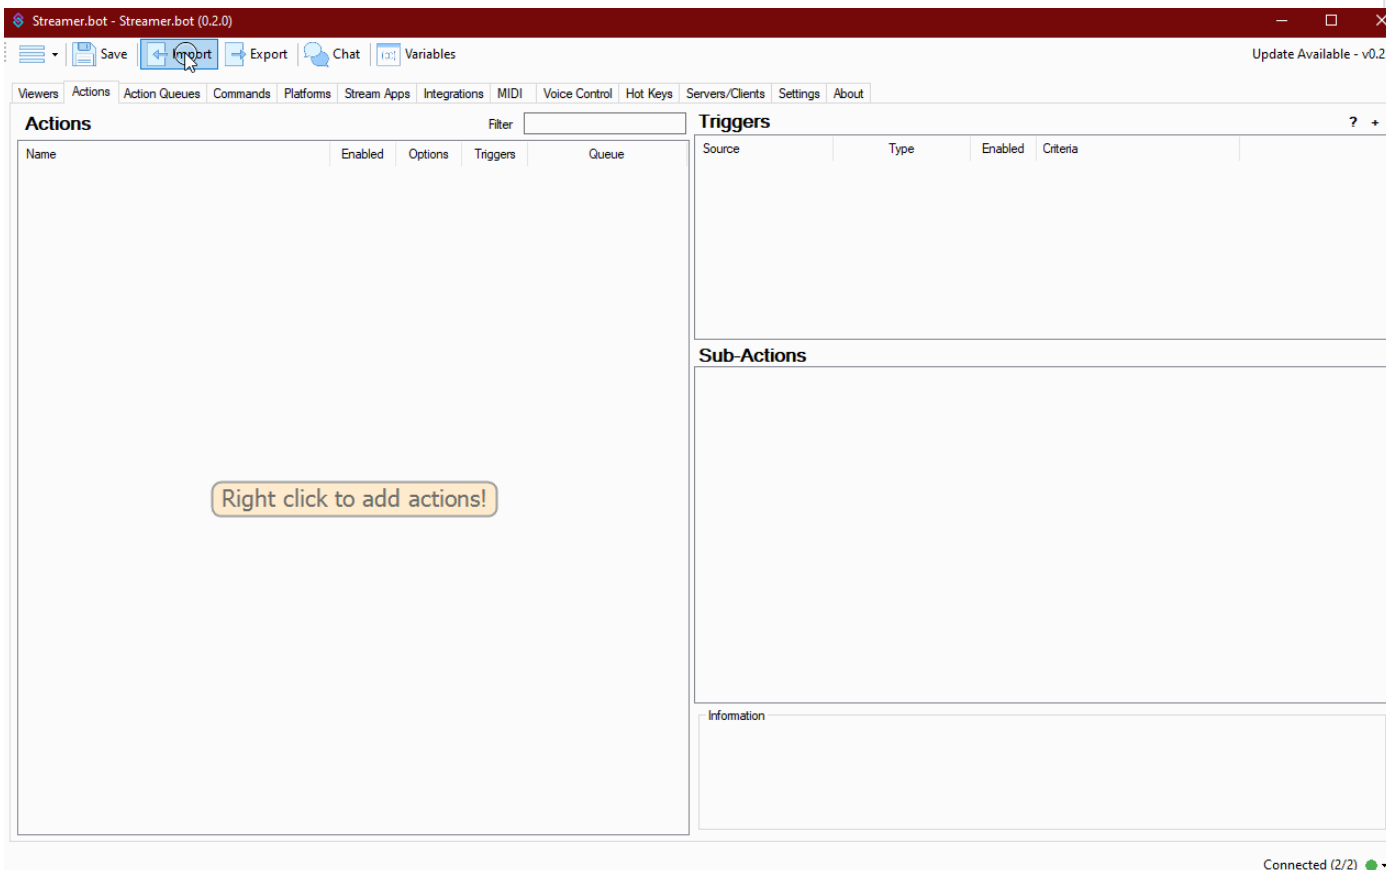 Streamer.bot - Streamer.bot (0.2.0)
Save Import Export Chat Variables Update Available - v0.2
Viewers Actions Action Queues Commands Platforms Stream Apps Integrations MIDI Voice Control Hot Keys Servers/Clients Settings About
Actions Filter
Name Enabled Options Triggers Queue
Triggers ? +
Source Type Enabled Criteria
Sub-Actions
Right click to add actions!
Information
Connected (2/2)